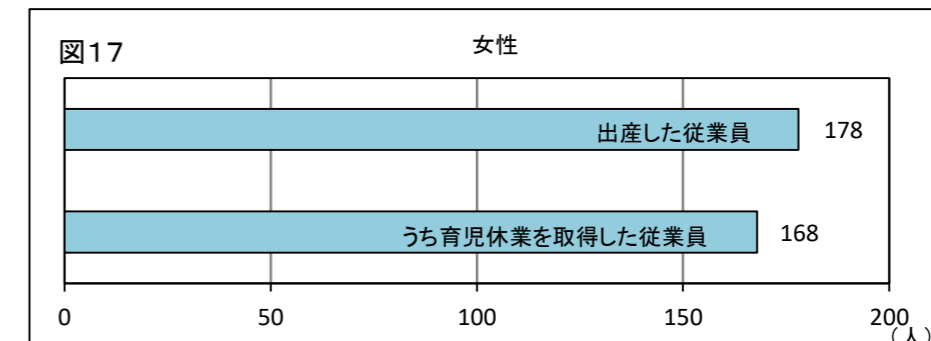 図17
女性
出産した従業員 178
うち育児休業を取得した従業員 168
0 50 100 150 200
（人）